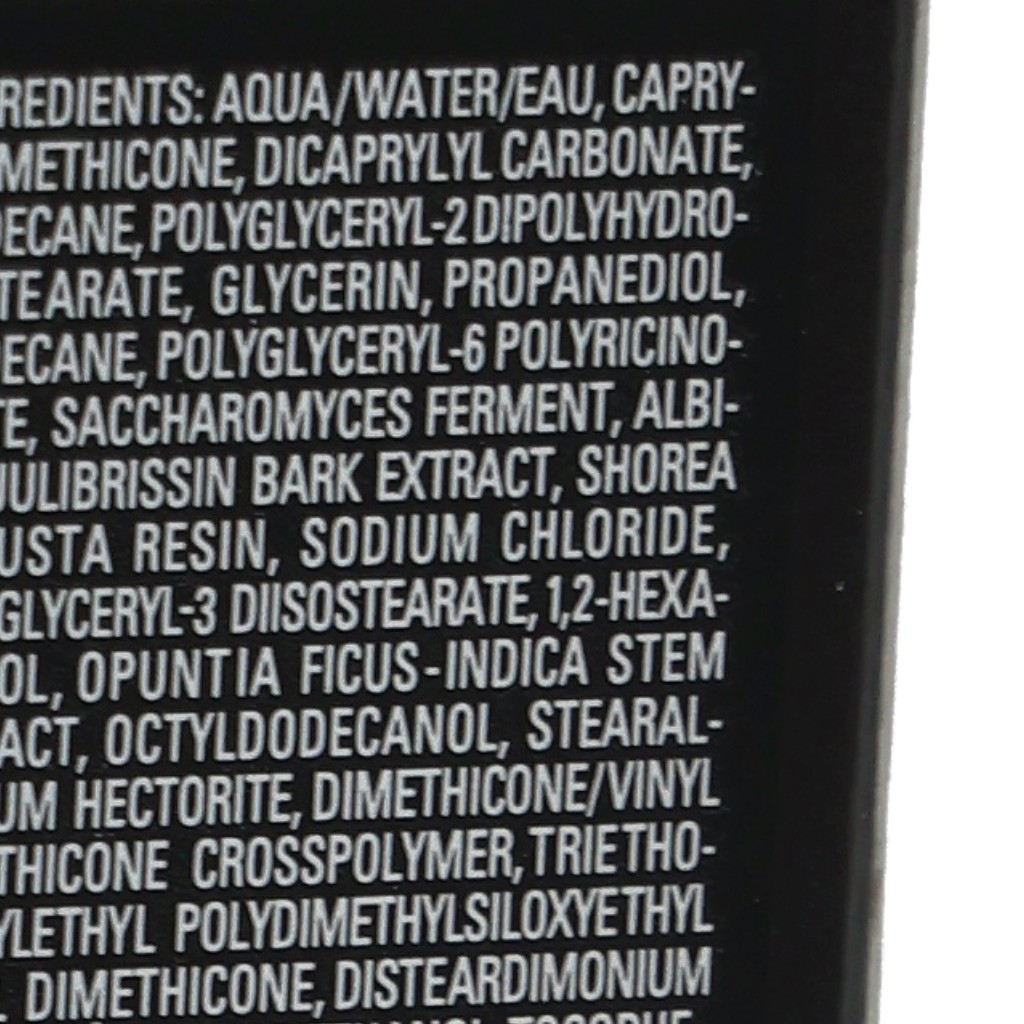 REDIENTS: AQUA/WATER/EAU, CAPRY-
METHICONE, DICAPRYLYL CARBONATE,
DECANE, POLYGLYCERYL-2 DIPOLYHYDRO-
TEARATE, GLYCERIN, PROPANEDIOL,
DECANE, POLYGLYCERYL-6 POLYRICINO-
TE, SACCHAROMYCES FERMENT, ALBI-
JULIBRISSIN BARK EXTRACT, SHOREA
USTA RESIN, SODIUM CHLORIDE,
GLYCERYL-3 DIISOSTEARATE, 1,2-HEXA-
OL, OPUNTIA FICUS-INDICA STEM
ACT, OCTYLDODECANOL, STEARAL-
UM HECTORITE, DIMETHICONE/VINYL
THICONE CROSSPOLYMER, TRIETHO-
YLETHYL POLYDIMETHYLSILOXYETHYL
DIMETHICONE, DISTEARDIMONIUM